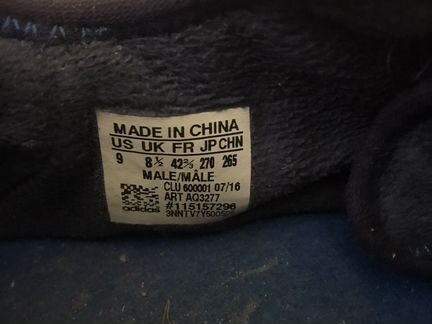 MADE IN CHINA
US UK FR JP CHN
9 8½ 42⅔ 270 265
MALE/MÂLE
CLU 600001 07/16
ART AQ3277
#115157296
adidas